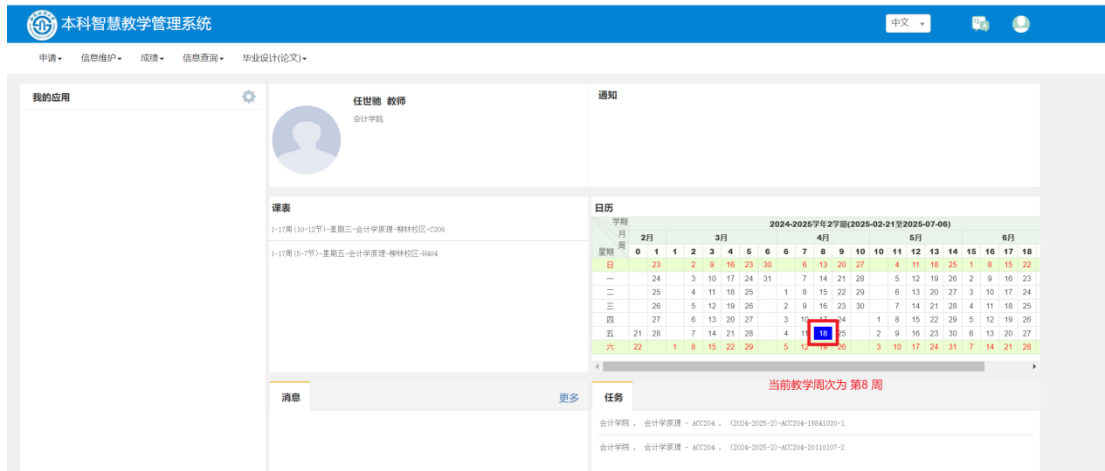 本科智慧教学管理系统
中文
申请 信息维护 成绩 信息查询 毕业设计(论文)
我的应用
任世驰 教师
会计学院
通知
课表
1-17周(10-12节)-星期三-会计学原理-柳林校区-C206
1-17周(5-7节)-星期五-会计学原理-柳林校区-H404
日历
学期 2024-2025学年2学期(2025-02-21至2025-07-06)
月 2月 3月 4月 5月 6月
周
星期 0 1 1 2 3 4 5 6 6 7 8 9 10 10 11 12 13 14 15 16 17 18
日 23 2 9 16 23 30 6 13 20 27 4 11 18 25 1 8 15 22
一 24 3 10 17 24 31 7 14 21 28 5 12 19 26 2 9 16 23
二 25 4 11 18 25 1 8 15 22 29 6 13 20 27 3 10 17 24
三 26 5 12 19 26 2 9 16 23 30 7 14 21 28 4 11 18 25
四 27 6 13 20 27 3 10 17 24 1 8 15 22 29 5 12 19 26
五 21 28 7 14 21 28 4 11 18 25 2 9 16 23 30 6 13 20 27
六 22 1 8 15 22 29 5 12 19 26 3 10 17 24 31 7 14 21 28
当前教学周次为 第8 周
消息 更多
任务
会计学院 , 会计学原理 - ACC204 , (2024-2025-2)-ACC204-19841020-1
会计学院 , 会计学原理 - ACC204 , (2024-2025-2)-ACC204-20110107-2